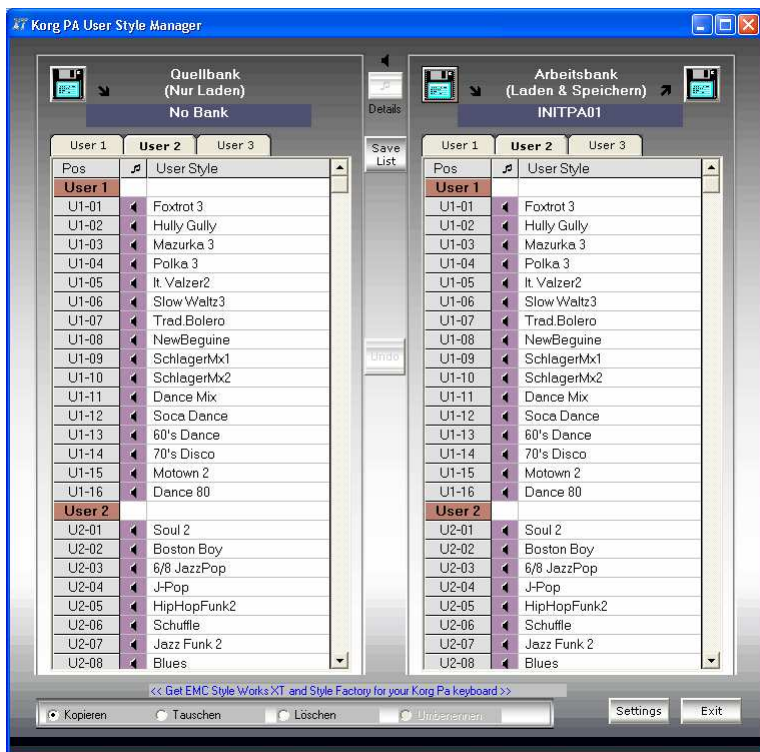 XT Korg PA User Style Manager
Quellbank
(Nur Laden)
No Bank
Details
Arbeitsbank
(Laden & Speichern)
INITPA01
User 1 User 2 User 3
Save
List
User 1 User 2 User 3
Pos User Style
Pos User Style
User 1
User 1
U1-01 Foxtrot 3
U1-01 Foxtrot 3
U1-02 Hully Gully
U1-02 Hully Gully
U1-03 Mazurka 3
U1-03 Mazurka 3
U1-04 Polka 3
U1-04 Polka 3
U1-05 It. Valzer2
U1-05 It. Valzer2
U1-06 Slow Waltz3
U1-06 Slow Waltz3
U1-07 Trad.Bolero
U1-07 Trad.Bolero
U1-08 NewBeguine
U1-08 NewBeguine
Undo
U1-09 SchlagerMx1
U1-09 SchlagerMx1
U1-10 SchlagerMx2
U1-10 SchlagerMx2
U1-11 Dance Mix
U1-11 Dance Mix
U1-12 Soca Dance
U1-12 Soca Dance
U1-13 60's Dance
U1-13 60's Dance
U1-14 70's Disco
U1-14 70's Disco
U1-15 Motown 2
U1-15 Motown 2
U1-16 Dance 80
U1-16 Dance 80
User 2
User 2
U2-01 Soul 2
U2-01 Soul 2
U2-02 Boston Boy
U2-02 Boston Boy
U2-03 6/8 JazzPop
U2-03 6/8 JazzPop
U2-04 J-Pop
U2-04 J-Pop
U2-05 HipHopFunk2
U2-05 HipHopFunk2
U2-06 Schuffle
U2-06 Schuffle
U2-07 Jazz Funk 2
U2-07 Jazz Funk 2
U2-08 Blues
U2-08 Blues
<< Get EMC Style Works XT and Style Factory for your Korg Pa keyboard >>
Kopieren Tauschen Löschen Umbenennen
Settings Exit